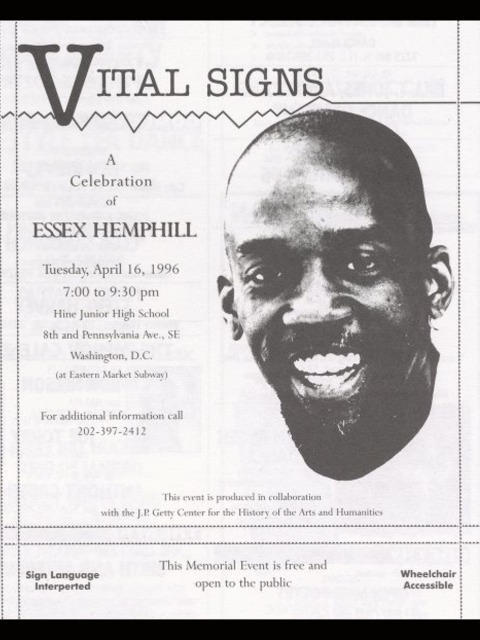 VITAL SIGNS
A
Celebration
of
ESSEX HEMPHILL
Tuesday, April 16, 1996
7:00 to 9:30 pm
Hine Junior High School
8th and Pennsylvania Ave., SE
Washington, D.C.
(at Eastern Market Subway)
For additional information call
202-397-2412
This event is produced in collaboration
with the J.P. Getty Center for the History of the Arts and Humanities
This Memorial Event is free and
open to the public
Sign Language
Interperted
Wheelchair
Accessible